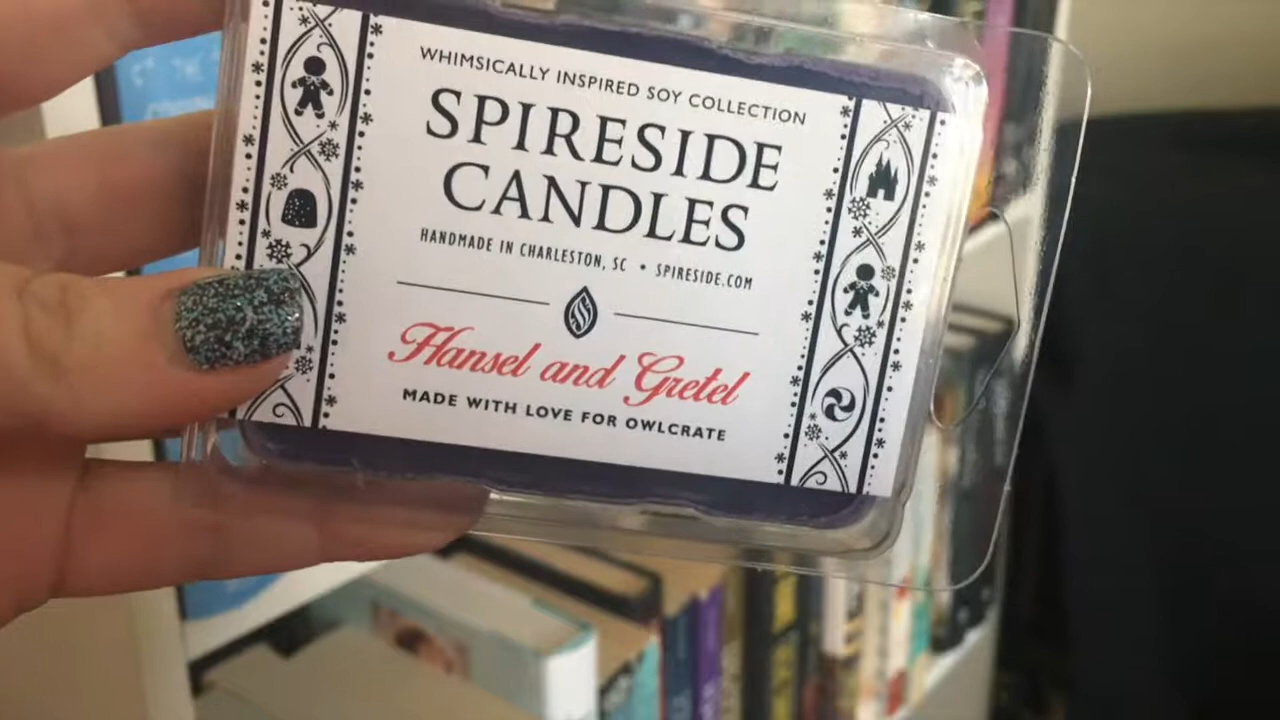 WHIMSICALLY INSPIRED SOY COLLECTION
SPIRESIDE
CANDLES
HANDMADE IN CHARLESTON, SC • SPIRESIDE.COM
Hansel and Gretel
MADE WITH LOVE FOR OWLCRATE